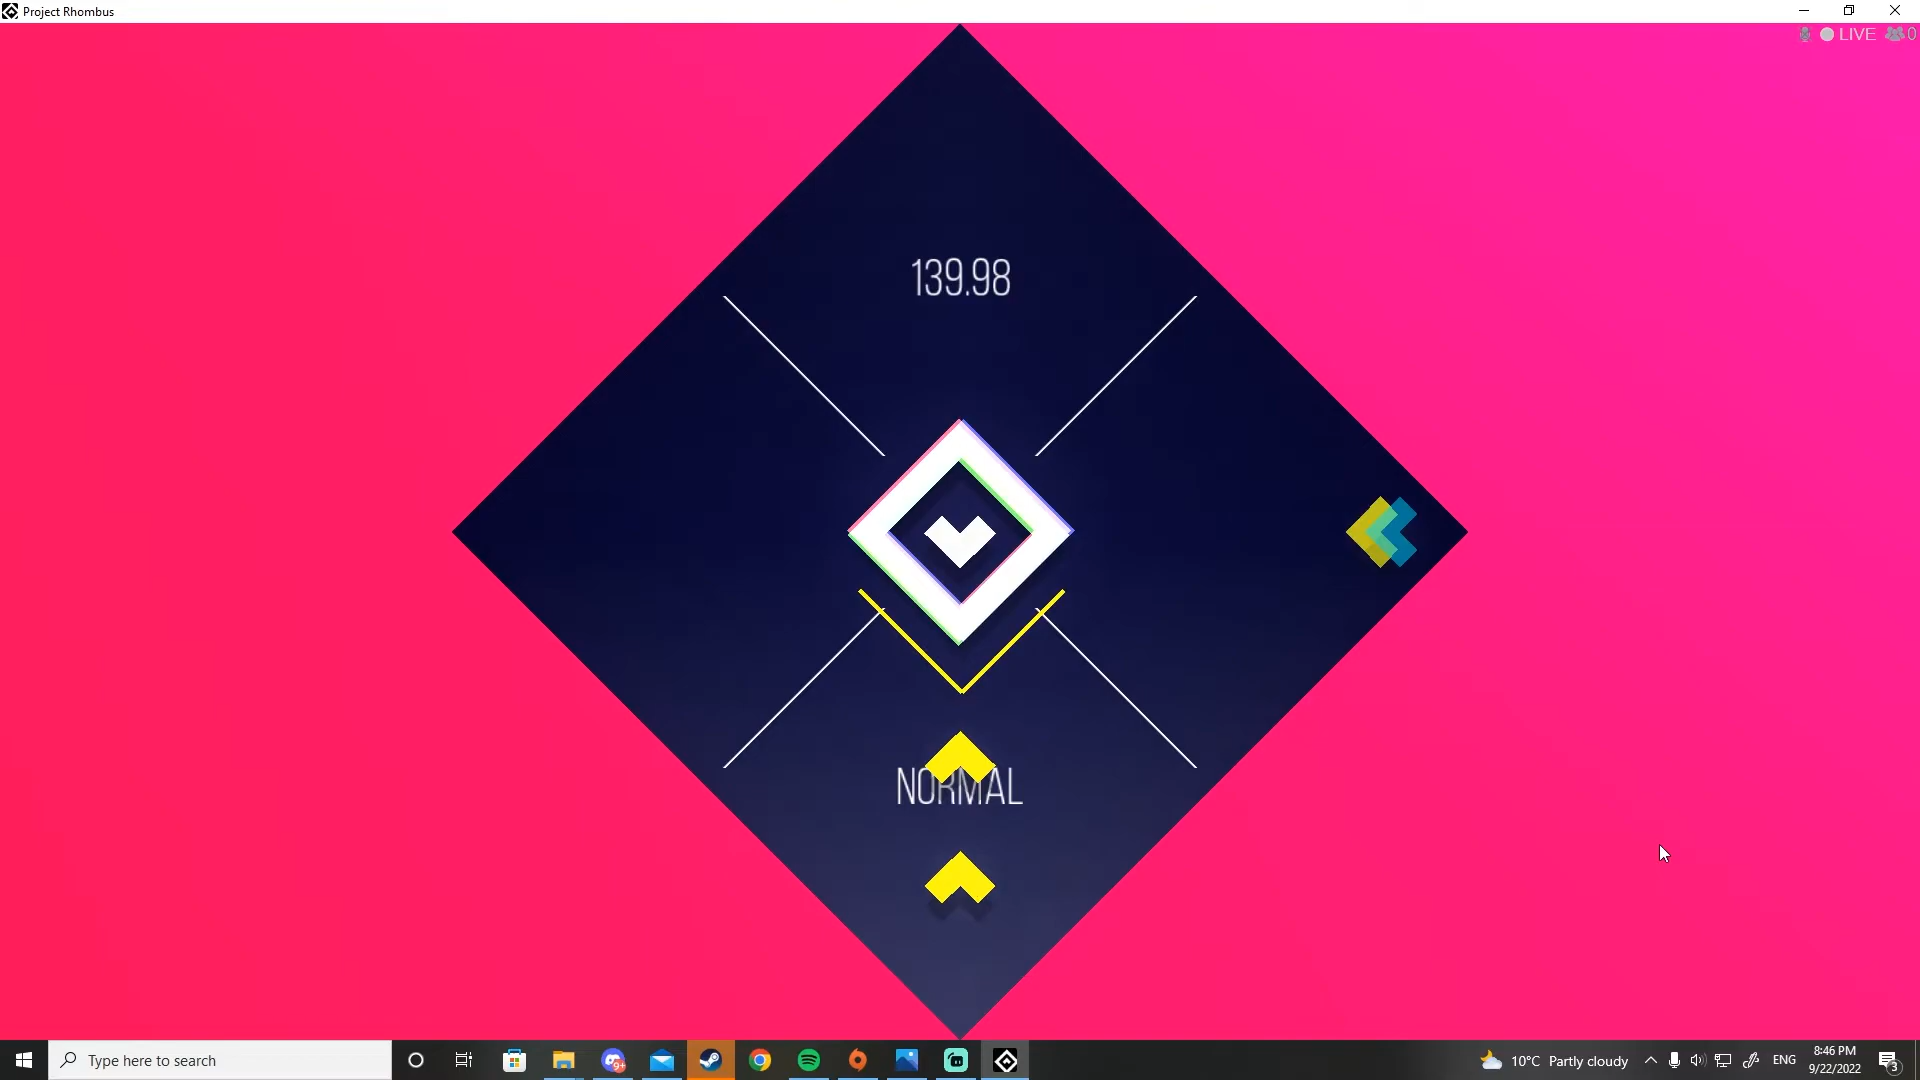 Project Rhombus
LIVE 0
139.98
NORMAL
Type here to search
9+
10°C Partly cloudy
ENG
8:46 PM
9/22/2022
3